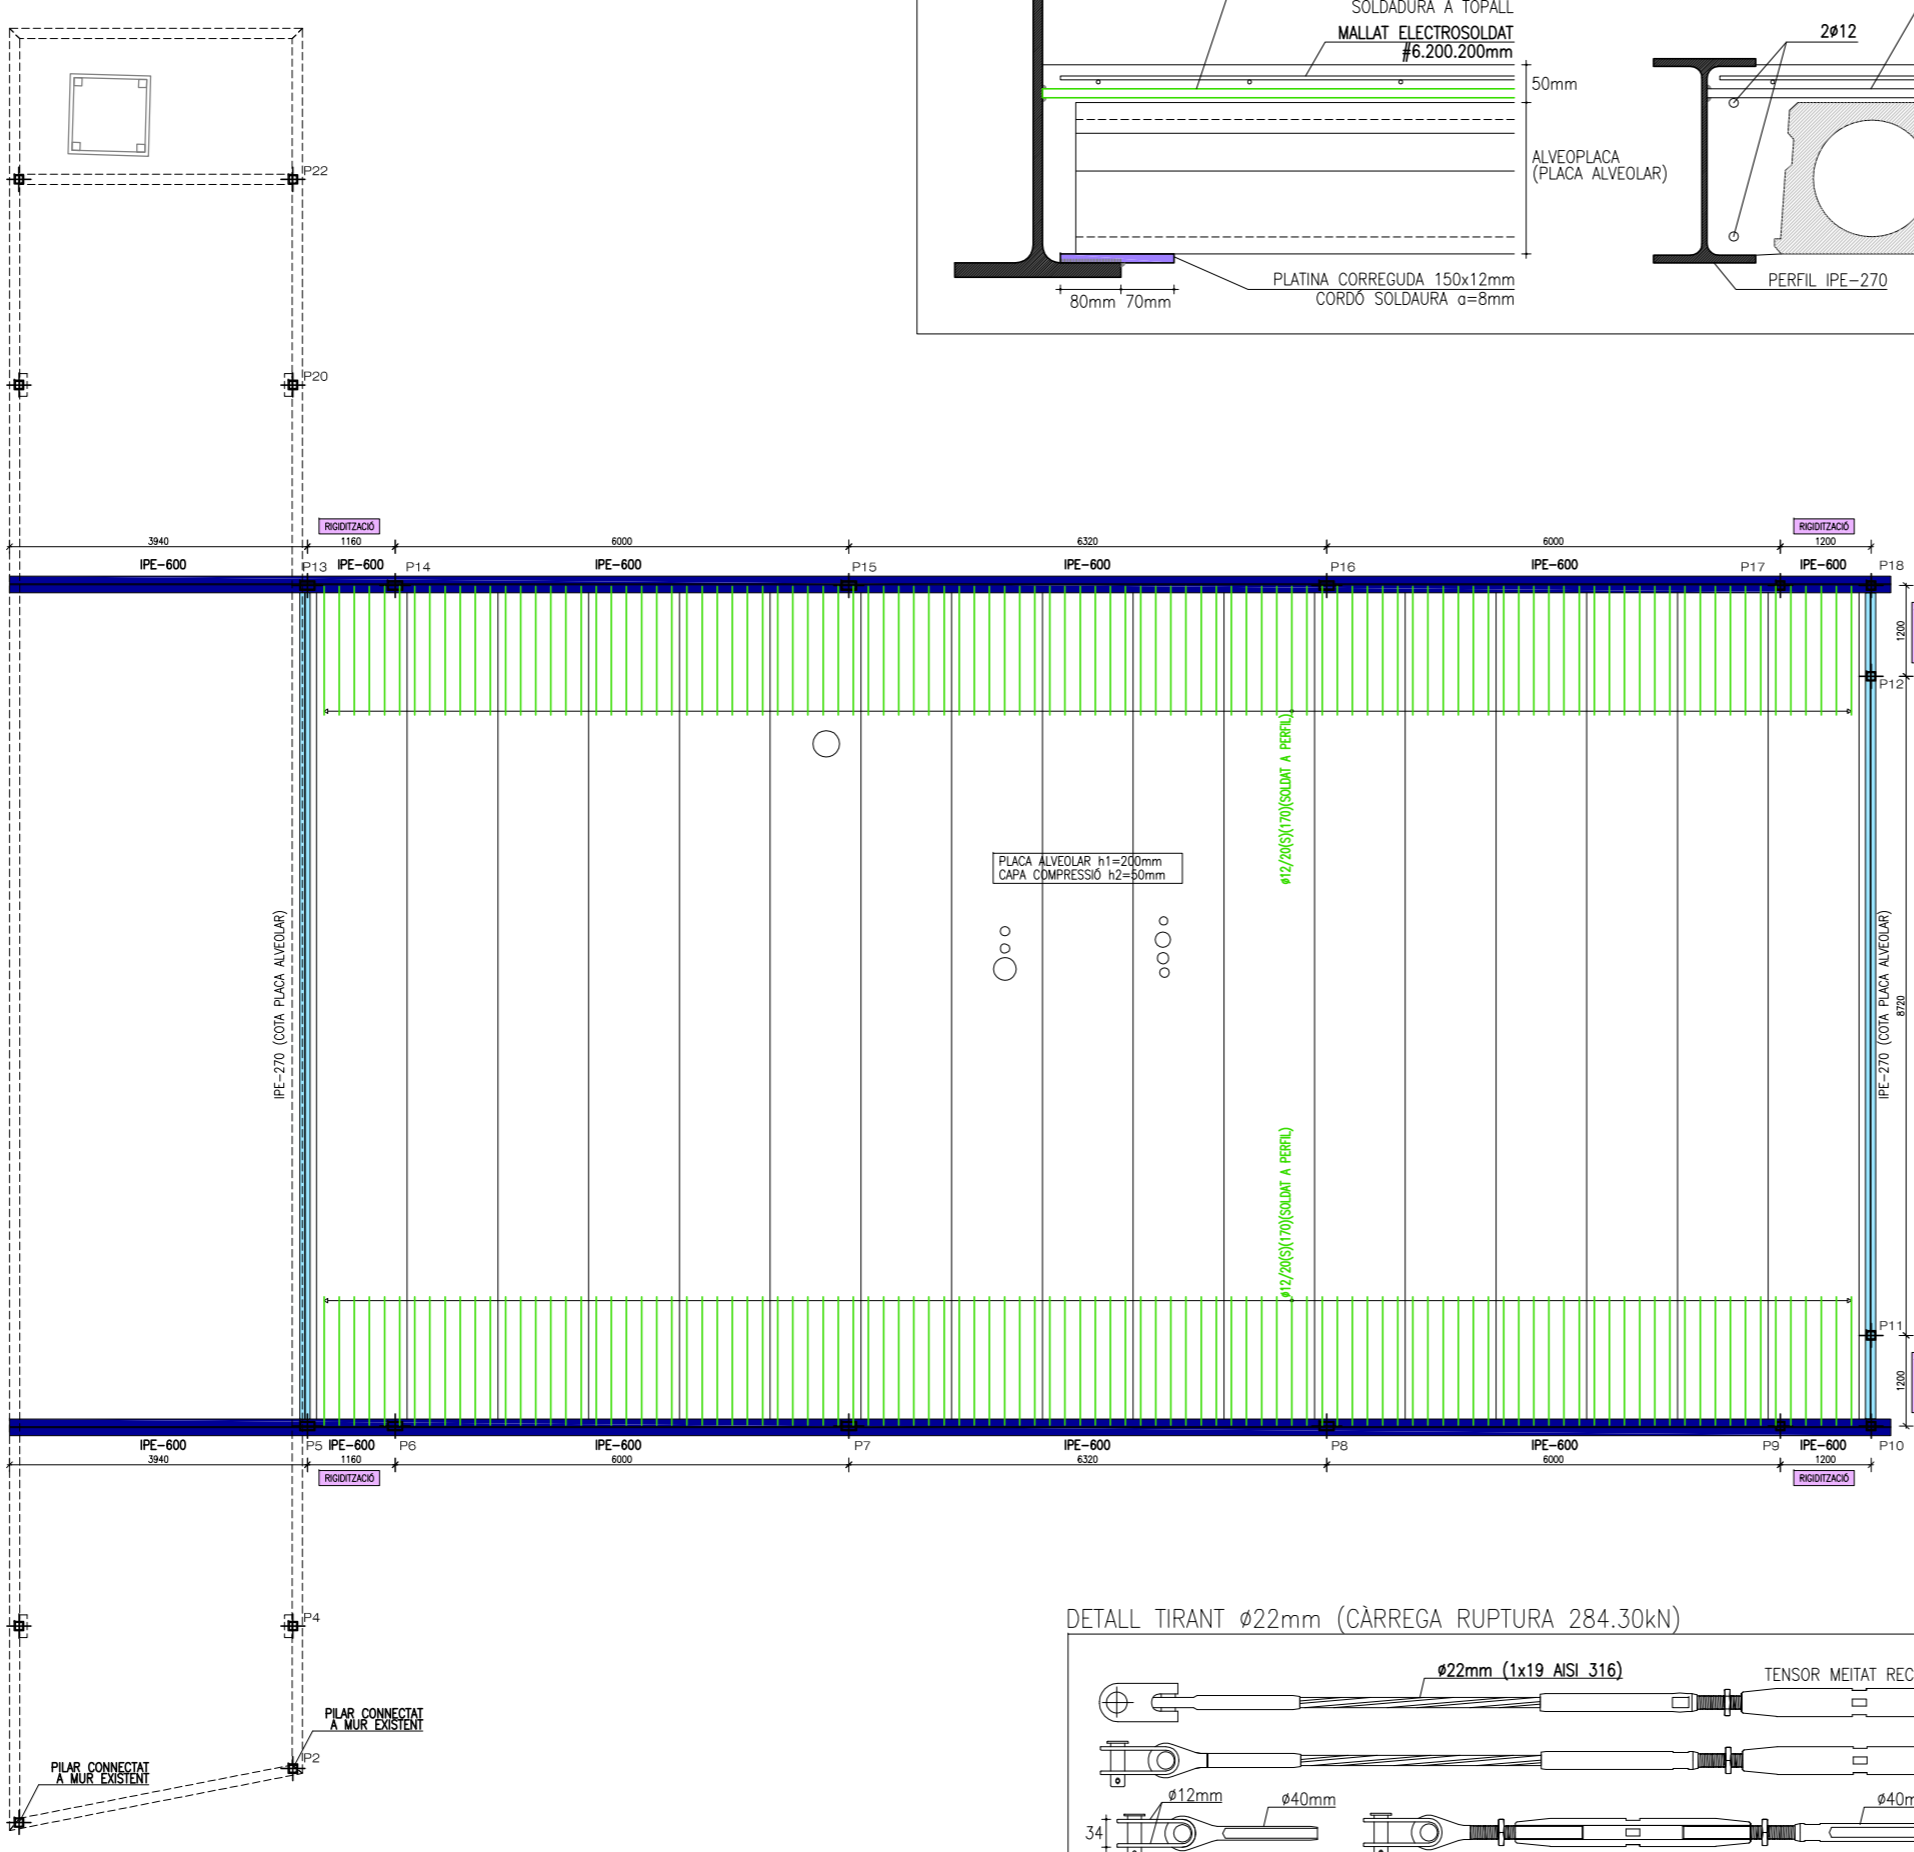 SOLDADURA A TOPALL
MALLAT ELECTROSOLDAT
#6.200.200mm
50mm
ALVEOPLACA
(PLACA ALVEOLAR)
PLATINA CORREGUDA 150x12mm
CORDÓ SOLDAURA a=8mm
80mm
70mm
2ø12
PERFIL IPE-270
P22
P20
RIGIDITZACIÓ
RIGIDITZACIÓ
3940
1160
6000
6320
6000
1200
IPE-600
IPE-600
IPE-600
IPE-600
IPE-600
IPE-600
P13
P14
P15
P16
P17
P18
1200
P12
ø12/20(S)(170)(SOLDAT A PERFIL)
PLACA ALVEOLAR h1=200mm
CAPA COMPRESSIÓ h2=50mm
IPE-270 (COTA PLACA ALVEOLAR)
IPE-270 (COTA PLACA ALVEOLAR)
8720
ø12/20(S)(170)(SOLDAT A PERFIL)
P11
1200
IPE-600
P5
IPE-600
P6
IPE-600
P7
IPE-600
P8
IPE-600
P9
IPE-600
P10
3940
1160
6000
6320
6000
1200
RIGIDITZACIÓ
RIGIDITZACIÓ
P4
PILAR CONNECTAT
A MUR EXISTENT
P2
PILAR CONNECTAT
A MUR EXISTENT
DETALL TIRANT ø22mm (CÀRREGA RUPTURA 284.30kN)
ø22mm (1x19 AISI 316)
TENSOR MEITAT REC
ø12mm
ø40mm
34
ø40m